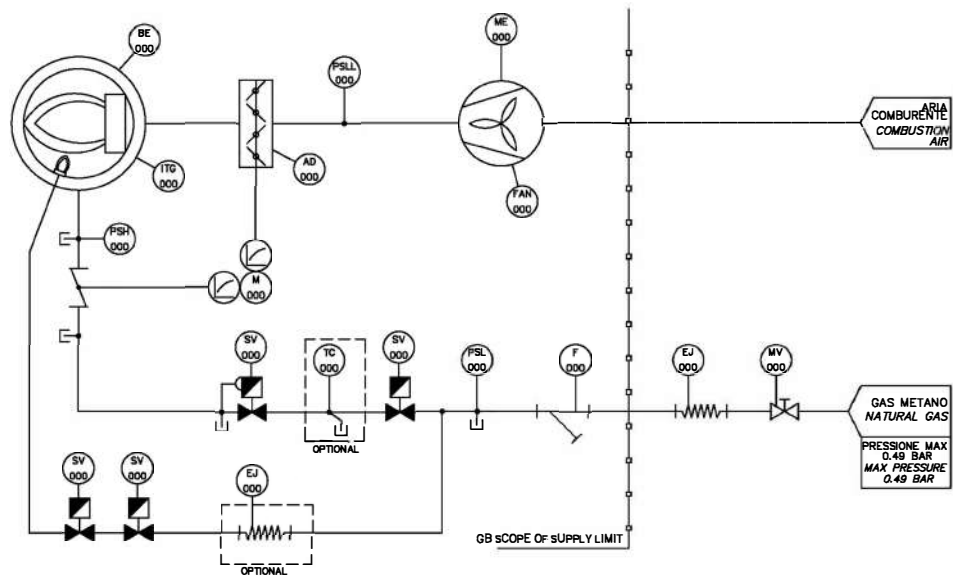 BE
000
ME
000
PSLL
000
ARIA
COMBURENTE
COMBUSTION
AIR
ITG
000
AD
000
FAN
000
PSH
000
M
000
SV
000
TC
000
SV
000
PSL
000
F
000
EJ
000
MV
000
GAS METANO
NATURAL GAS
OPTIONAL
PRESSIONE MAX
0.49 BAR
MAX PRESSURE
0.49 BAR
SV
000
SV
000
EJ
000
GB SCOPE OF SUPPLY LIMIT
OPTIONAL